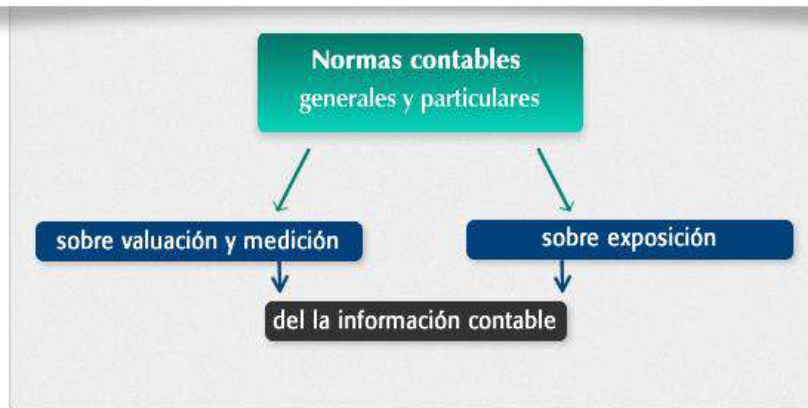 Normas contables
generales y particulares
sobre valuación y medición
sobre exposición
del la información contable